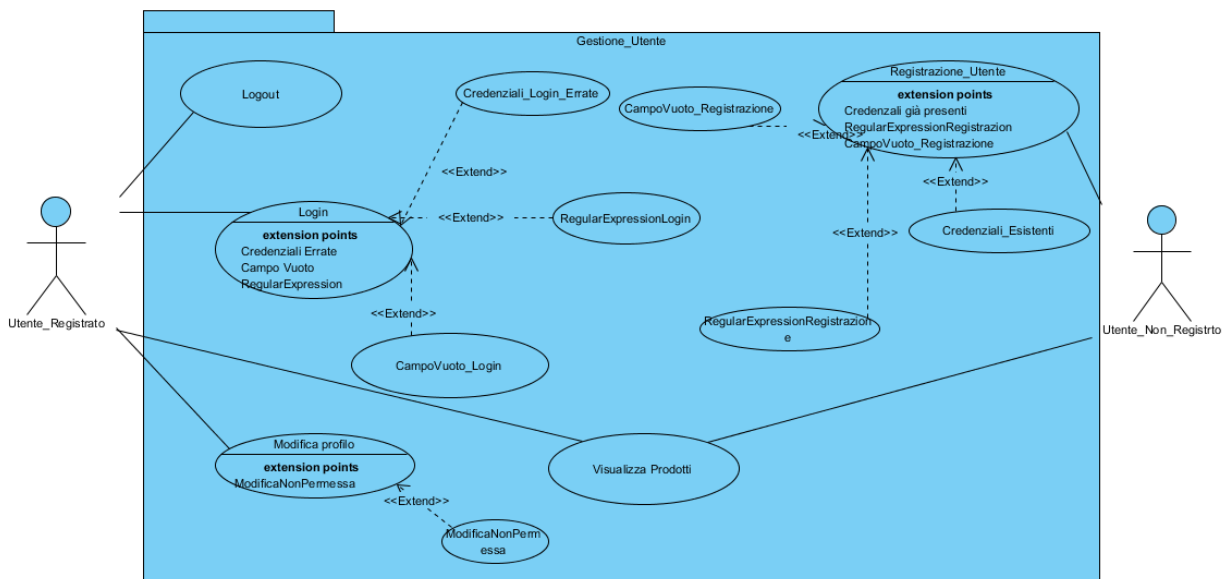 Gestione_Utente
Logout
Credenziali_Login_Errate
CampoVuoto_Registrazione
Registrazione_Utente
extension points
Credenzali già presenti
RegularExpressionRegistrazion
CampoVuoto_Registrazione
<<Extend>>
<<Extend>>
<<Extend>>
Login
extension points
Credenziali Errate
Campo Vuoto
RegularExpression
<<Extend>>
RegularExpressionLogin
Credenziali_Esistenti
<<Extend>>
Utente_Registrato
Utente_Non_Registrto
<<Extend>>
RegularExpressionRegistrazion
e
CampoVuoto_Login
Modifica profilo
extension points
ModificaNonPermessa
Visualizza Prodotti
<<Extend>>
ModificaNonPerm
essa